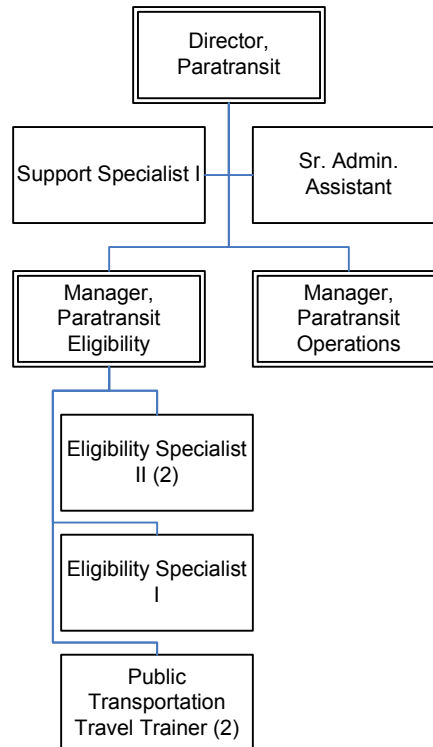 Director,
Paratransit
Support Specialist I
Sr. Admin.
Assistant
Manager,
Paratransit
Eligibility
Manager,
Paratransit
Operations
Eligibility Specialist
II (2)
Eligibility Specialist
I
Public
Transportation
Travel Trainer (2)